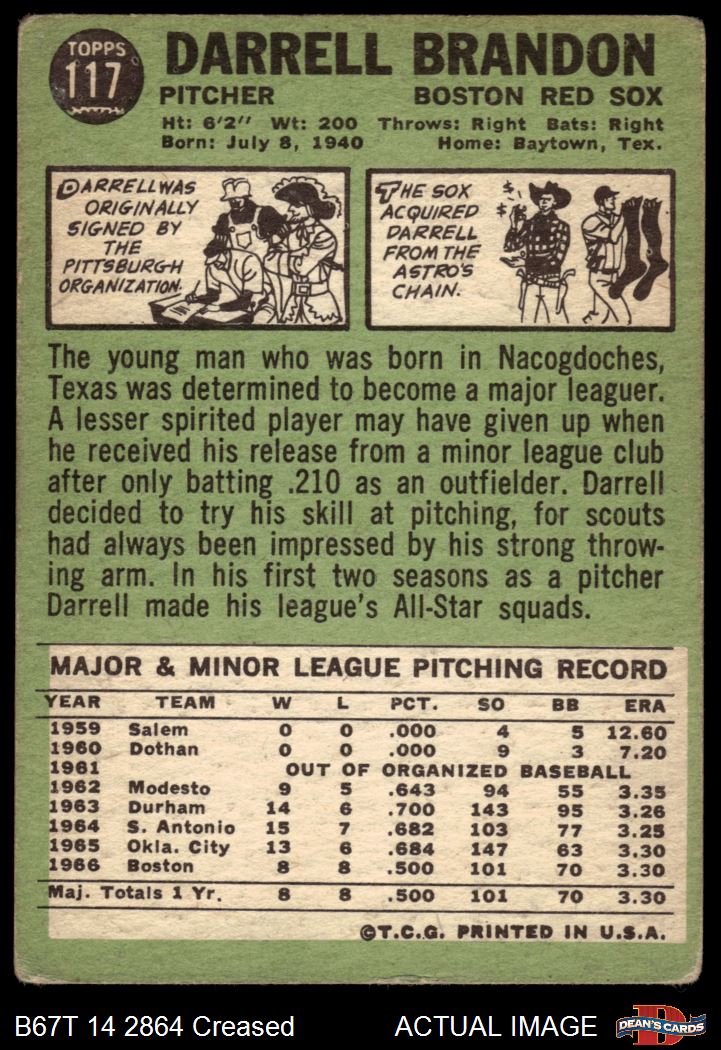 TOPPS
117
DARRELL BRANDON
PITCHER BOSTON RED SOX
Ht: 6'2" Wt: 200 Throws: Right Bats: Right
Born: July 8, 1940 Home: Baytown, Tex.
DARRELL WAS
ORIGINALLY
SIGNED BY
THE
PITTSBURGH
ORGANIZATION.
THE SOX
ACQUIRED
DARRELL
FROM THE
ASTRO'S
CHAIN.
$
$
The young man who was born in Nacogdoches,
Texas was determined to become a major leaguer.
A lesser spirited player may have given up when
he received his release from a minor league club
after only batting .210 as an outfielder. Darrell
decided to try his skill at pitching, for scouts
had always been impressed by his strong throw-
ing arm. In his first two seasons as a pitcher
Darrell made his league's All-Star squads.
MAJOR & MINOR LEAGUE PITCHING RECORD
YEAR TEAM W L PCT. SO BB ERA
1959 Salem 0 0 .000 4 5 12.60
1960 Dothan 0 0 .000 9 3 7.20
1961 OUT OF ORGANIZED BASEBALL
1962 Modesto 9 5 .643 94 55 3.35
1963 Durham 14 6 .700 143 95 3.26
1964 S. Antonio 15 7 .682 103 77 3.25
1965 Okla. City 13 6 .684 147 63 3.30
1966 Boston 8 8 .500 101 70 3.30
Maj. Totals 1 Yr. 8 8 .500 101 70 3.30
©T.C.G. PRINTED IN U.S.A.
B67T 14 2864 Creased ACTUAL IMAGE
D
DEAN'S CARDS